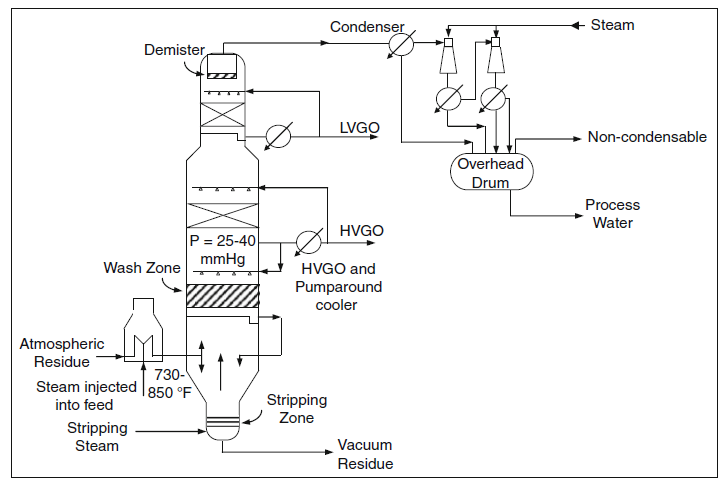 Condenser
Steam
Demister
LVGO
Non-condensable
Overhead
Drum
Process
Water
HVGO
P = 25-40
mmHg
Wash Zone
HVGO and
Pumparound
cooler
Atmospheric
Residue
730-
850 °F
Steam injected
into feed
Stripping
Zone
Stripping
Steam
Vacuum
Residue